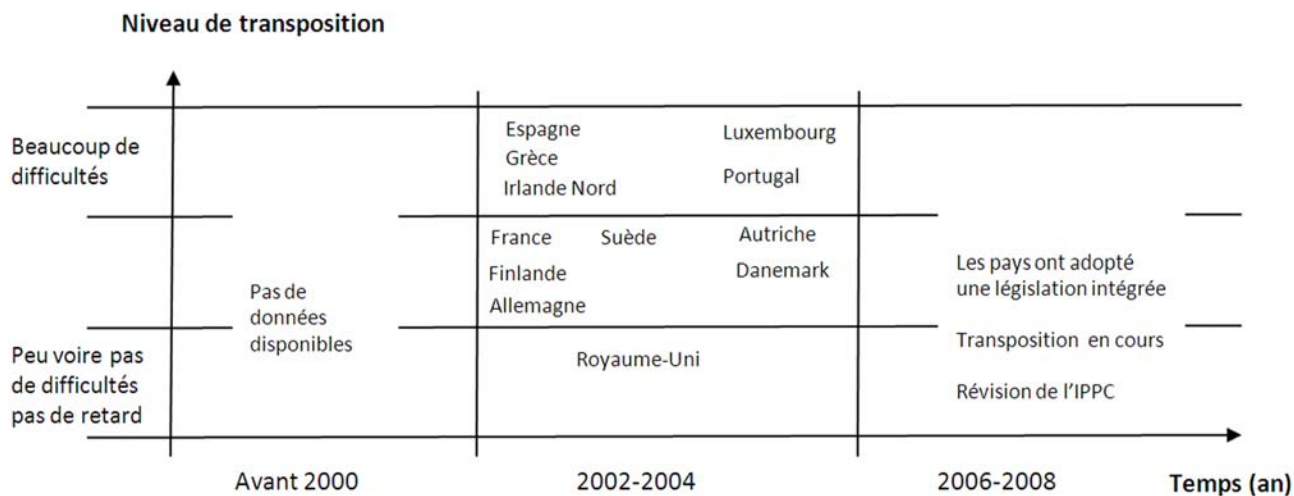 Niveau de transposition
Beaucoup de
difficultés
Espagne
Grèce
Irlande Nord
Luxembourg
Portugal
France Suède Autriche
Finlande Danemark
Allemagne
Pas de
données
disponibles
Les pays ont adopté
une législation intégrée
Transposition en cours
Révision de l'IPPC
Peu voire pas
de difficultés
pas de retard
Royaume-Uni
Avant 2000 2002-2004 2006-2008 Temps (an)